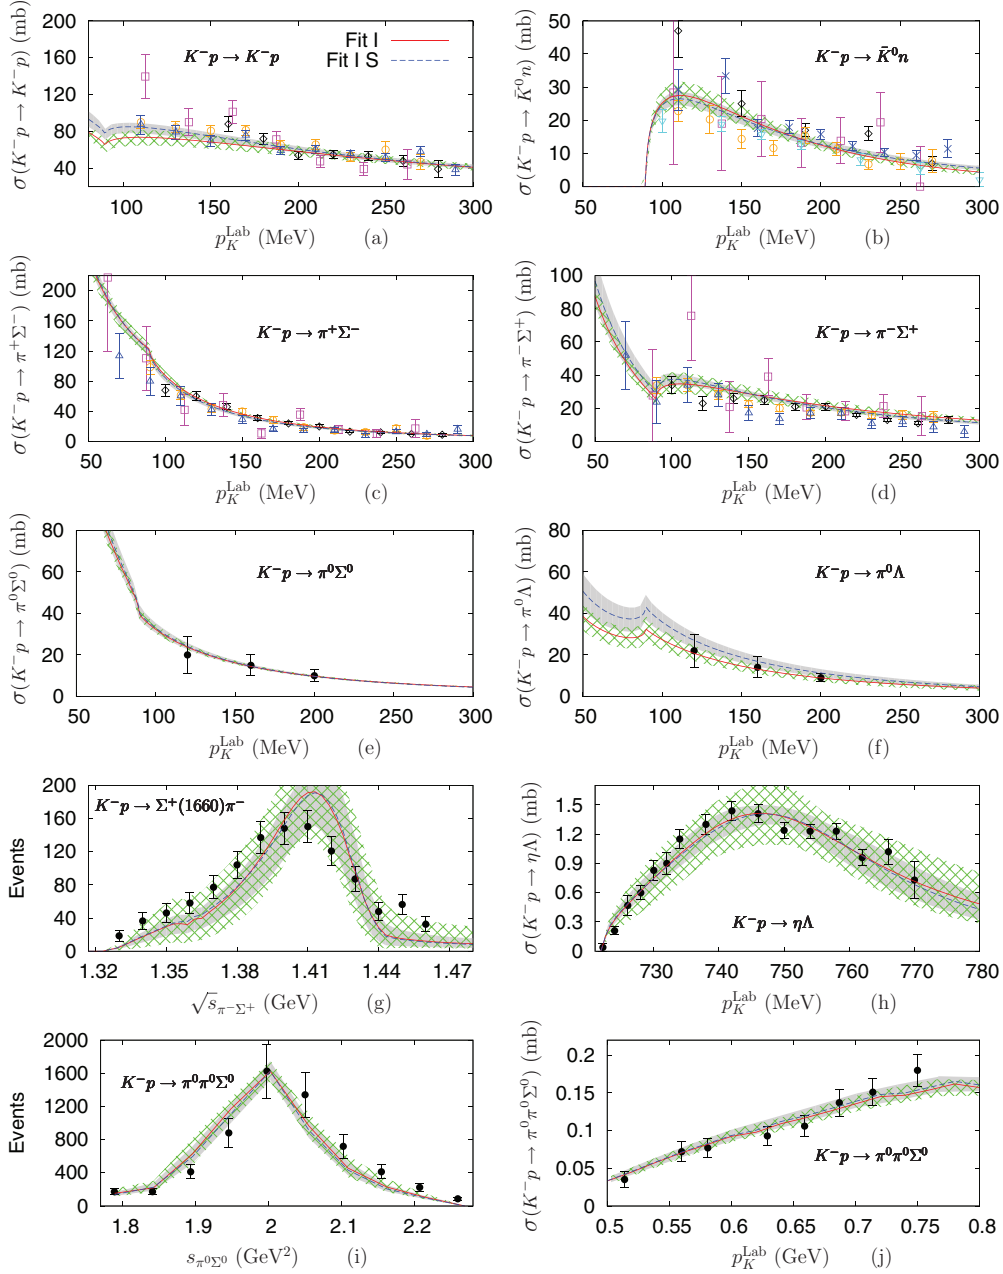 σ(K⁻p → K⁻p) (mb)
200
160
120
80
40
K⁻p → K⁻p
Fit I
Fit I S
100 150 200 250 300
p_K^Lab (MeV) (a)
σ(K⁻p → K̄⁰n) (mb)
50
40
30
20
10
0
K⁻p → K̄⁰n
50 100 150 200 250 300
p_K^Lab (MeV) (b)
σ(K⁻p → π⁺Σ⁻) (mb)
200
160
120
80
40
0
K⁻p → π⁺Σ⁻
50 100 150 200 250 300
p_K^Lab (MeV) (c)
σ(K⁻p → π⁻Σ⁺) (mb)
100
80
60
40
20
0
K⁻p → π⁻Σ⁺
50 100 150 200 250 300
p_K^Lab (MeV) (d)
σ(K⁻p → π⁰Σ⁰) (mb)
80
60
40
20
0
K⁻p → π⁰Σ⁰
50 100 150 200 250 300
p_K^Lab (MeV) (e)
σ(K⁻p → π⁰Λ) (mb)
80
60
40
20
0
K⁻p → π⁰Λ
50 100 150 200 250 300
p_K^Lab (MeV) (f)
Events
200
160
120
80
40
0
K⁻p → Σ⁺(1660)π⁻
1.32 1.35 1.38 1.41 1.44 1.47
√s_π⁻Σ⁺ (GeV) (g)
σ(K⁻p → ηΛ) (mb)
1.5
1.2
0.9
0.6
0.3
0
K⁻p → ηΛ
730 740 750 760 770 780
p_K^Lab (MeV) (h)
Events
2000
1600
1200
800
400
0
K⁻p → π⁰π⁰Σ⁰
1.8 1.9 2 2.1 2.2
s_π⁰Σ⁰ (GeV²) (i)
σ(K⁻p → π⁰π⁰Σ⁰) (mb)
0.2
0.15
0.1
0.05
0
K⁻p → π⁰π⁰Σ⁰
0.5 0.55 0.6 0.65 0.7 0.75 0.8
p_K^Lab (GeV) (j)